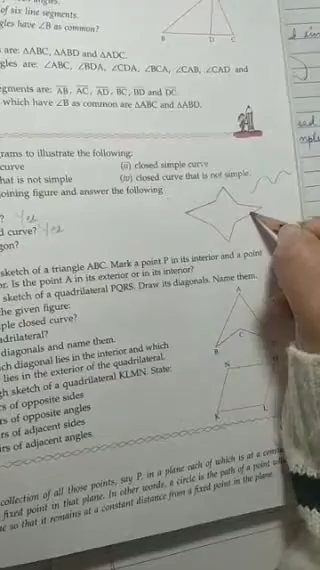 of six line segments.
gles have ∠B as common?
B D C
are: ΔABC, ΔABD and ΔADC.
gles are: ∠ABC, ∠BDA, ∠CDA, ∠BCA, ∠CAB, ∠CAD and
egments are: AB, AC, AD, BC, BD and DC.
which have ∠B as common are ΔABC and ΔABD.
rams to illustrate the following:
curve (ii) closed simple curve
hat is not simple (iv) closed curve that is not simple.
joining figure and answer the following
? Yes
d curve? Yes
gon?
sketch of a triangle ABC. Mark a point P in its interior and a point
or. Is the point A in its exterior or in its interior?
sketch of a quadrilateral PQRS. Draw its diagonals. Name them.
he given figure:
ple closed curve?
adrilateral?
diagonals and name them.
ch diagonal lies in the interior and which
lies in the exterior of the quadrilateral.
gh sketch of a quadrilateral KLMN. State:
rs of opposite sides
rs of opposite angles
rs of adjacent sides
irs of adjacent angles
A
B
C
N
K
L
collection of all those points, say P, in a plane each of which is at a
fixed point in that plane. In other words, a circle is the path of a point
e so that it remains at a constant distance from a fixed point in the plane.